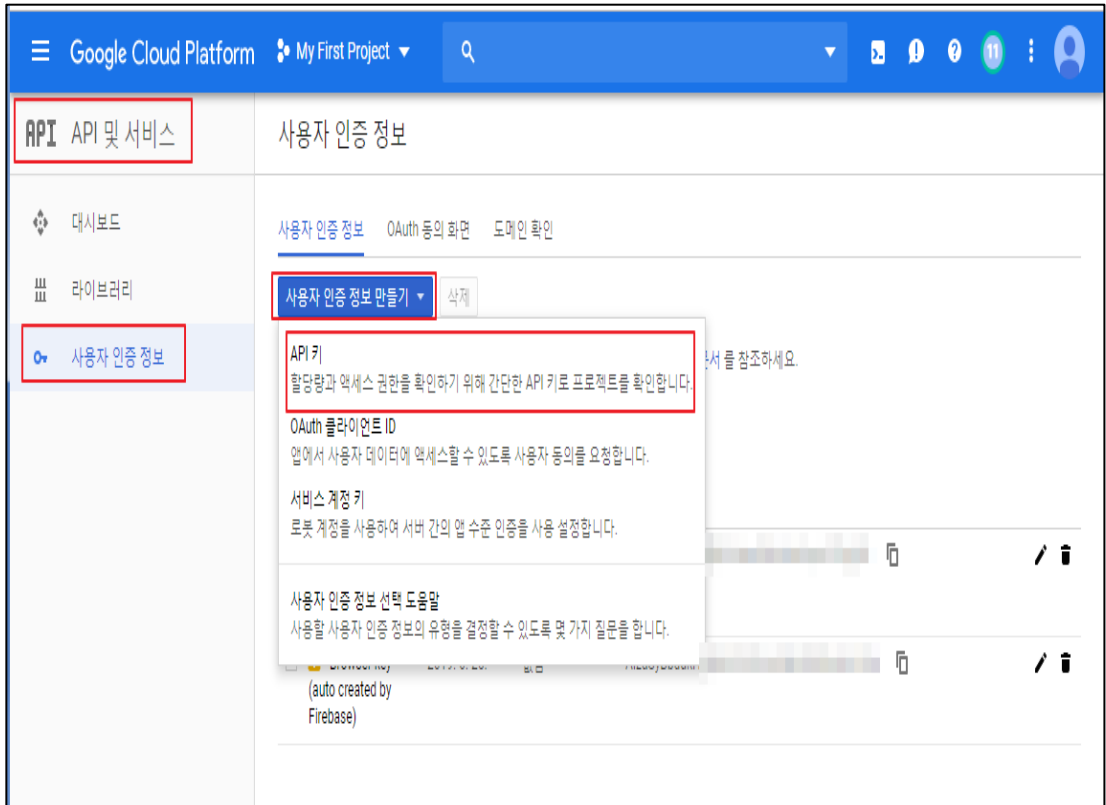 Google Cloud Platform My First Project 11
API API 및 서비스
사용자 인증 정보
대시보드
라이브러리
사용자 인증 정보
사용자 인증 정보 OAuth 동의 화면 도메인 확인
사용자 인증 정보 만들기 삭제
API 키
할당량과 액세스 권한을 확인하기 위해 간단한 API 키로 프로젝트를 확인합니다.
를 참조하세요.
OAuth 클라이언트 ID
앱에서 사용자 데이터에 액세스할 수 있도록 사용자 동의를 요청합니다.
서비스 계정 키
로봇 계정을 사용하여 서버 간의 앱 수준 인증을 사용 설정합니다.
사용자 인증 정보 선택 도움말
사용할 사용자 인증 정보의 유형을 결정할 수 있도록 몇 가지 질문을 합니다.
Browser key
(auto created by
Firebase)